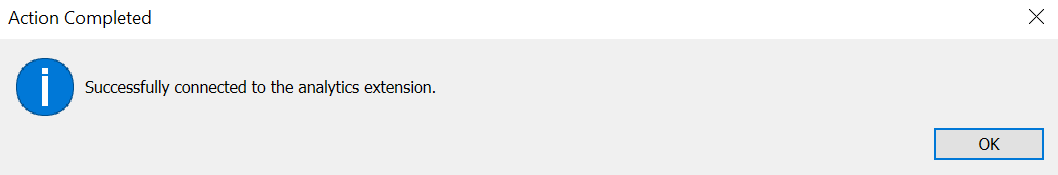 Action Completed
Successfully connected to the analytics extension.
OK